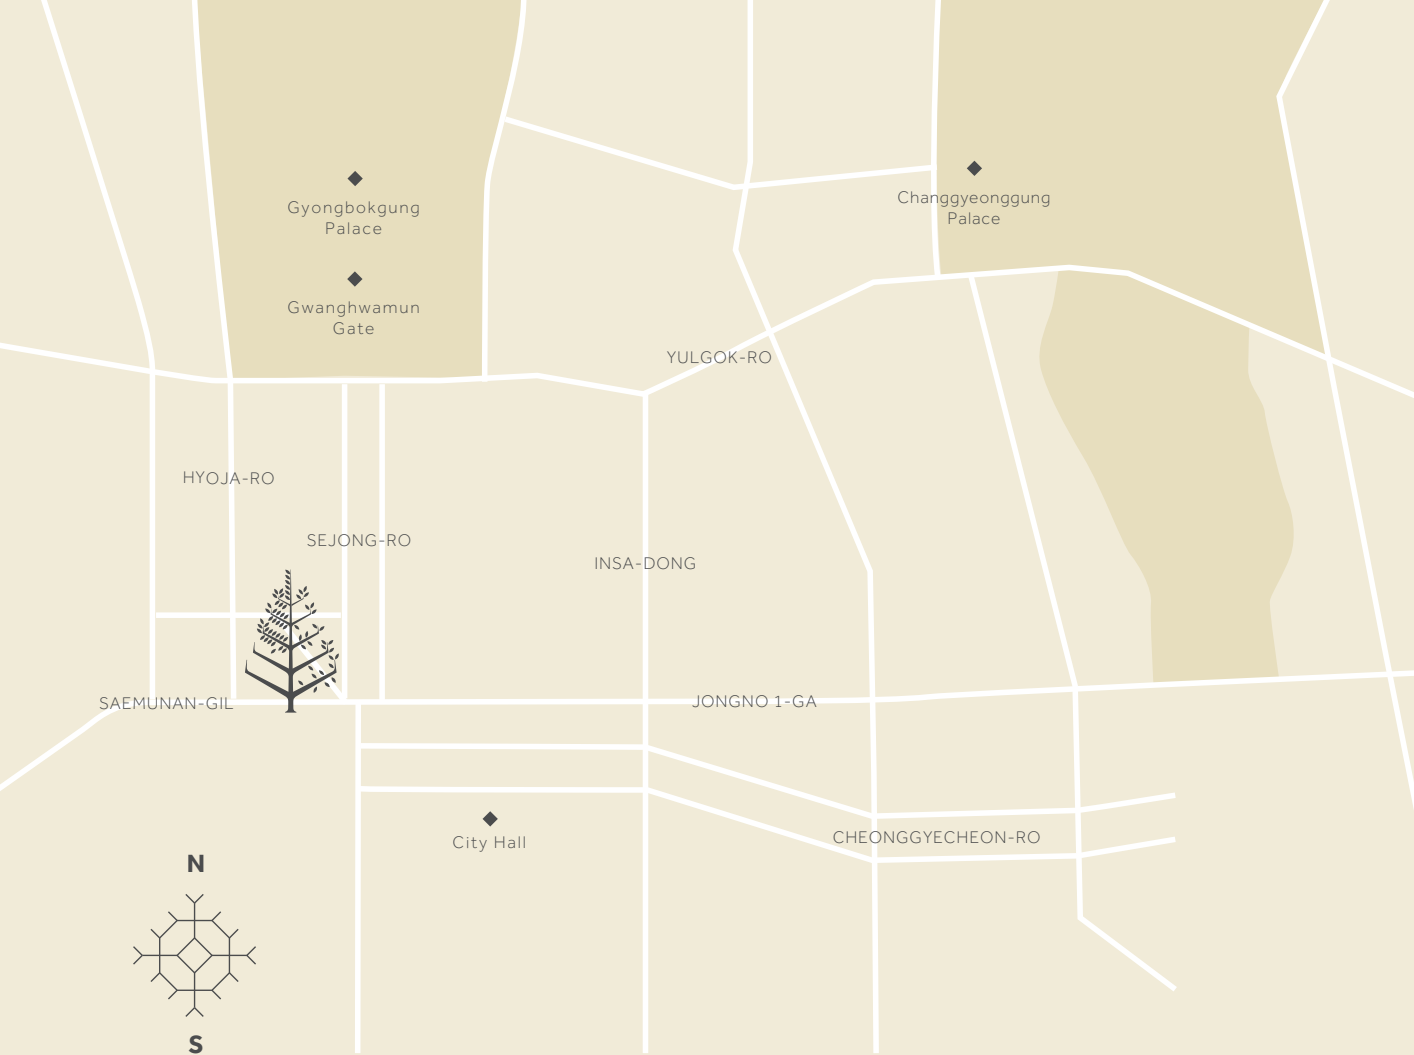 Gyongbokgung
Palace
Changgyeonggung
Palace
Gwanghwamun
Gate
YULGOK-RO
HYOJA-RO
SEJONG-RO
INSA-DONG
SAEMUNAN-GIL
JONGNO 1-GA
City Hall
CHEONGGYECHEON-RO
N
S